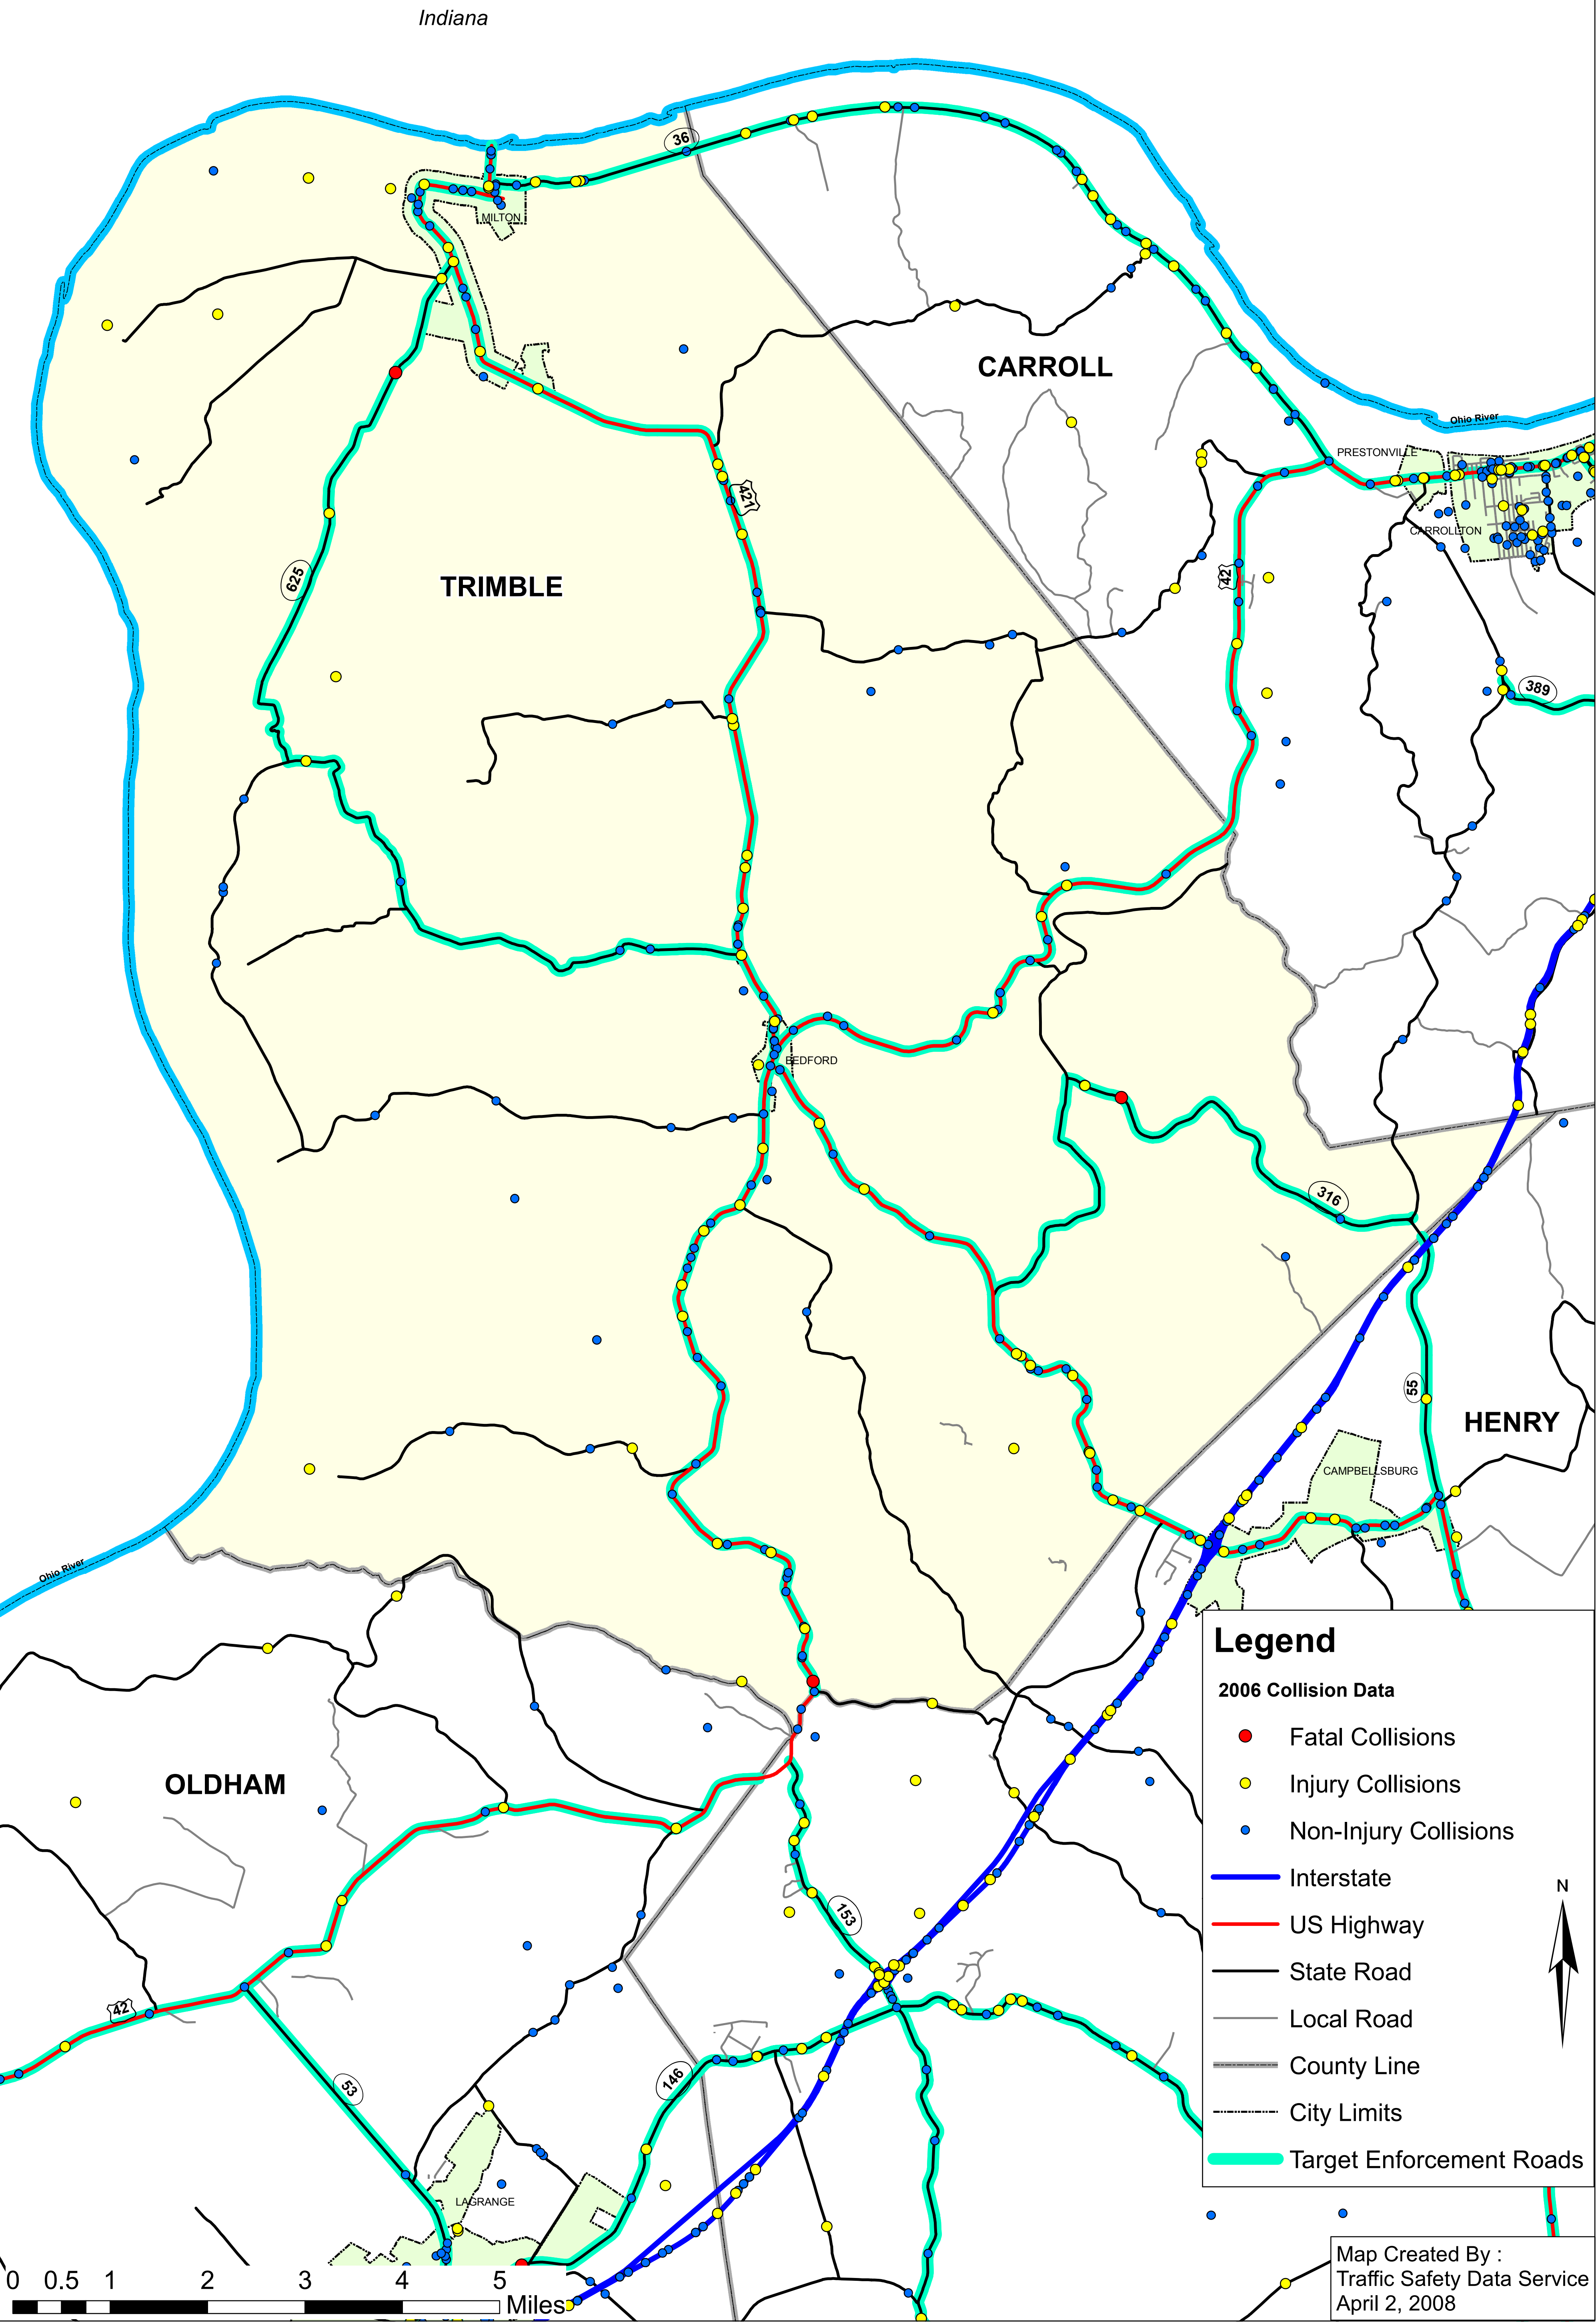 Indiana
36
MILTON
CARROLL
Ohio River
PRESTONVILLE
421
CARROLLTON
625
TRIMBLE
42
389
BEDFORD
316
55
HENRY
CAMPBELLSBURG
Ohio River
OLDHAM
153
42
53
146
LAGRANGE
Legend
2006 Collision Data
Fatal Collisions
Injury Collisions
Non-Injury Collisions
Interstate
US Highway
State Road
Local Road
County Line
City Limits
Target Enforcement Roads
N
0 0.5 1 2 3 4 5
Miles
Map Created By :
Traffic Safety Data Service
April 2, 2008